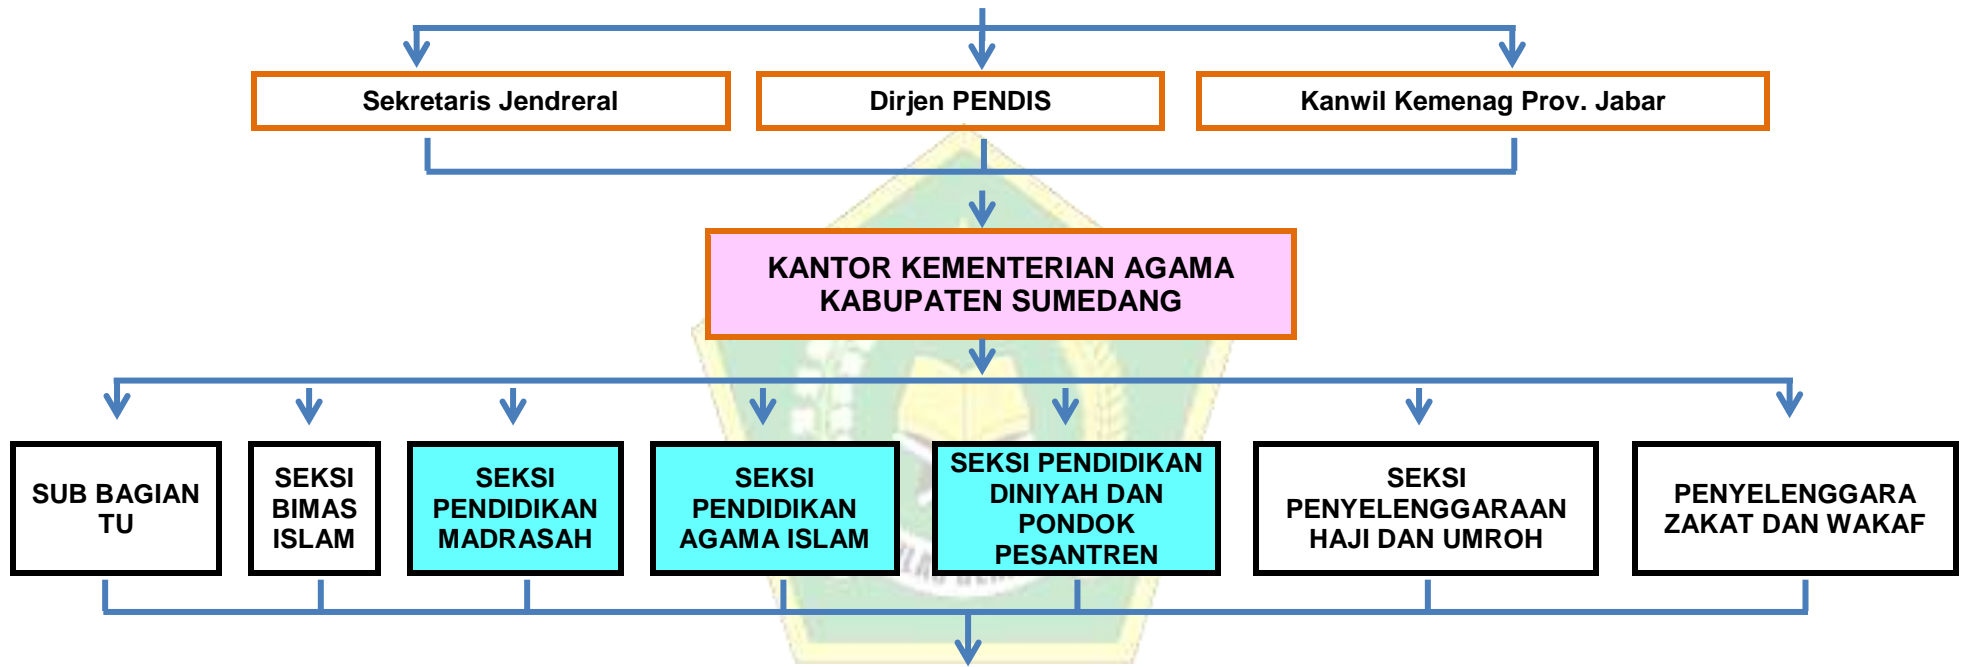 Sekretaris Jendreral
Dirjen PENDIS
Kanwil Kemenag Prov. Jabar
KANTOR KEMENTERIAN AGAMA
KABUPATEN SUMEDANG
SUB BAGIAN
TU
SEKSI
BIMAS
ISLAM
SEKSI
PENDIDIKAN
MADRASAH
SEKSI
PENDIDIKAN
AGAMA ISLAM
SEKSI PENDIDIKAN
DINIYAH DAN
PONDOK
PESANTREN
SEKSI
PENYELENGGARAAN
HAJI DAN UMROH
PENYELENGGARA
ZAKAT DAN WAKAF